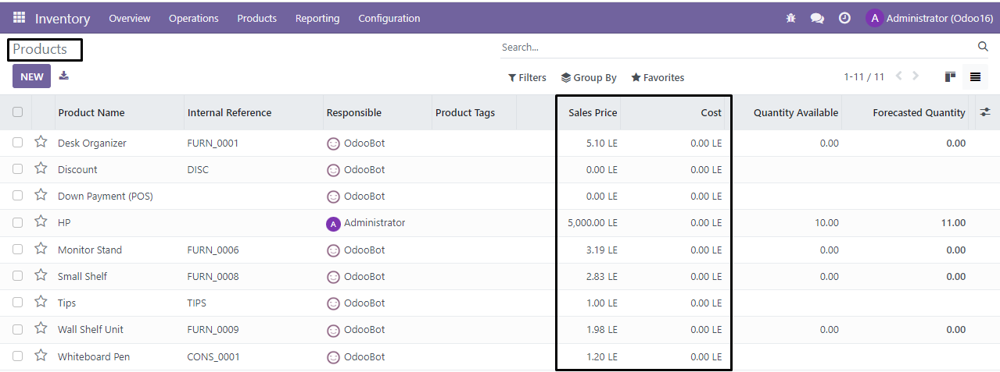 Inventory Overview Operations Products Reporting Configuration A Administrator (Odoo16)
Products Search...
NEW Filters Group By Favorites 1-11 / 11
Product Name Internal Reference Responsible Product Tags Sales Price Cost Quantity Available Forecasted Quantity
Desk Organizer FURN_0001 OdooBot 5.10 LE 0.00 LE 0.00 0.00
Discount DISC OdooBot 0.00 LE 0.00 LE
Down Payment (POS) OdooBot 0.00 LE 0.00 LE
HP A Administrator 5,000.00 LE 0.00 LE 10.00 11.00
Monitor Stand FURN_0006 OdooBot 3.19 LE 0.00 LE 0.00 0.00
Small Shelf FURN_0008 OdooBot 2.83 LE 0.00 LE 0.00 0.00
Tips TIPS OdooBot 1.00 LE 0.00 LE
Wall Shelf Unit FURN_0009 OdooBot 1.98 LE 0.00 LE 0.00 0.00
Whiteboard Pen CONS_0001 OdooBot 1.20 LE 0.00 LE